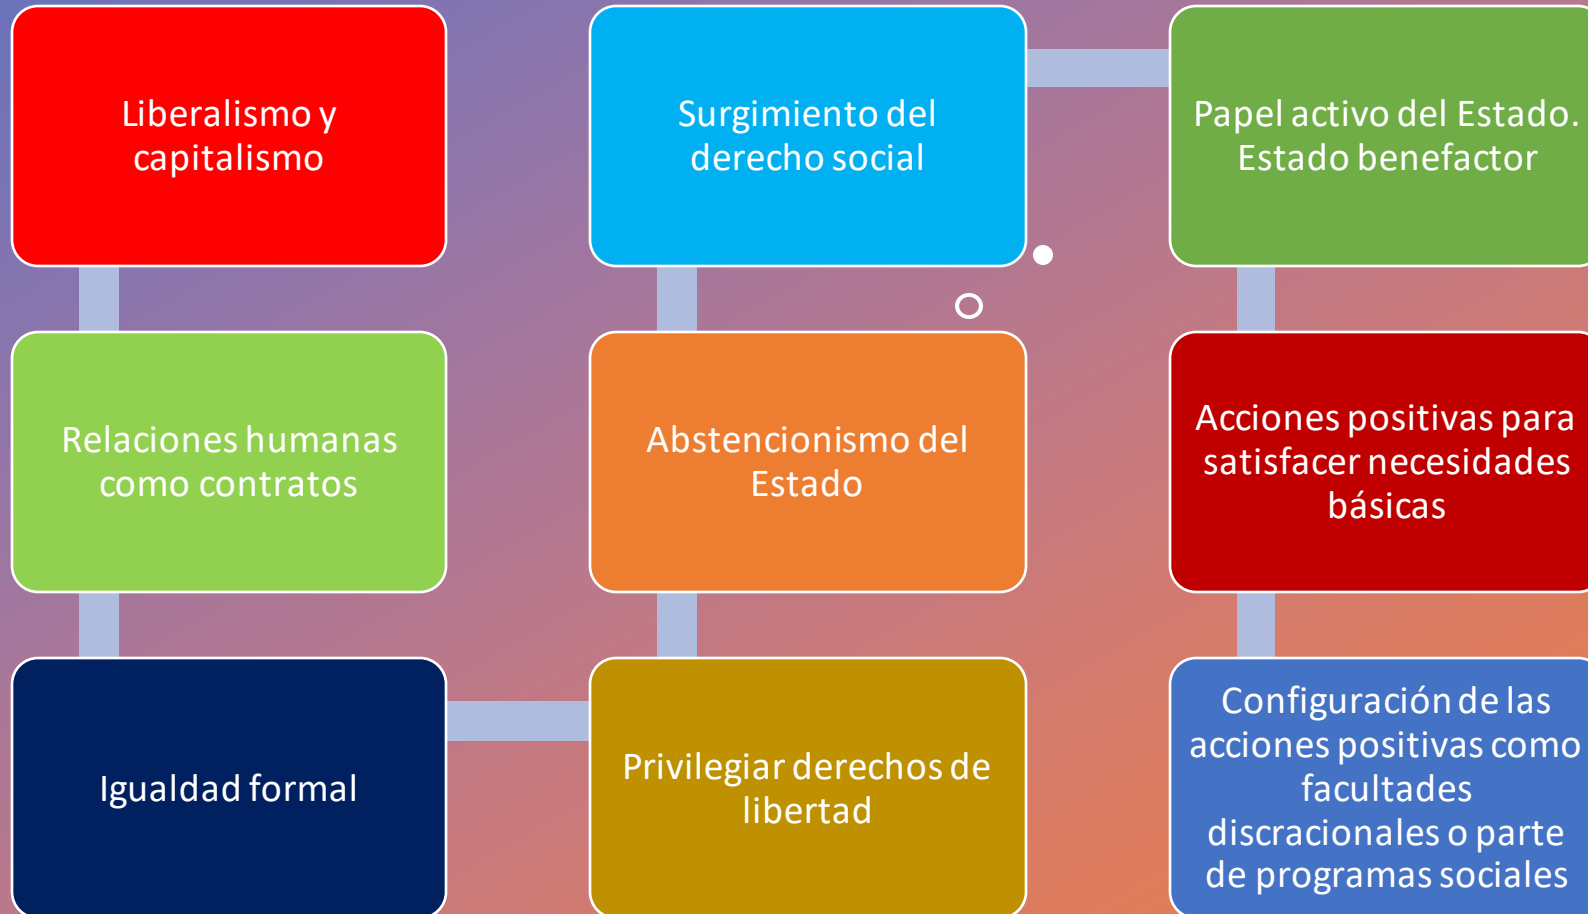 Liberalismo y
capitalismo
Relaciones humanas
como contratos
Igualdad formal
Privilegiar derechos de
libertad
Abstencionismo del
Estado
Surgimiento del
derecho social
Papel activo del Estado.
Estado benefactor
Acciones positivas para
satisfacer necesidades
básicas
Configuración de las
acciones positivas como
facultades
discracionales o parte
de programas sociales